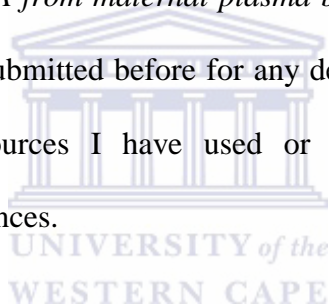 from maternal plasma
ubmitted before for any de
ources I have used or
nces.
UNIVERSITY of the
WESTERN CAPE